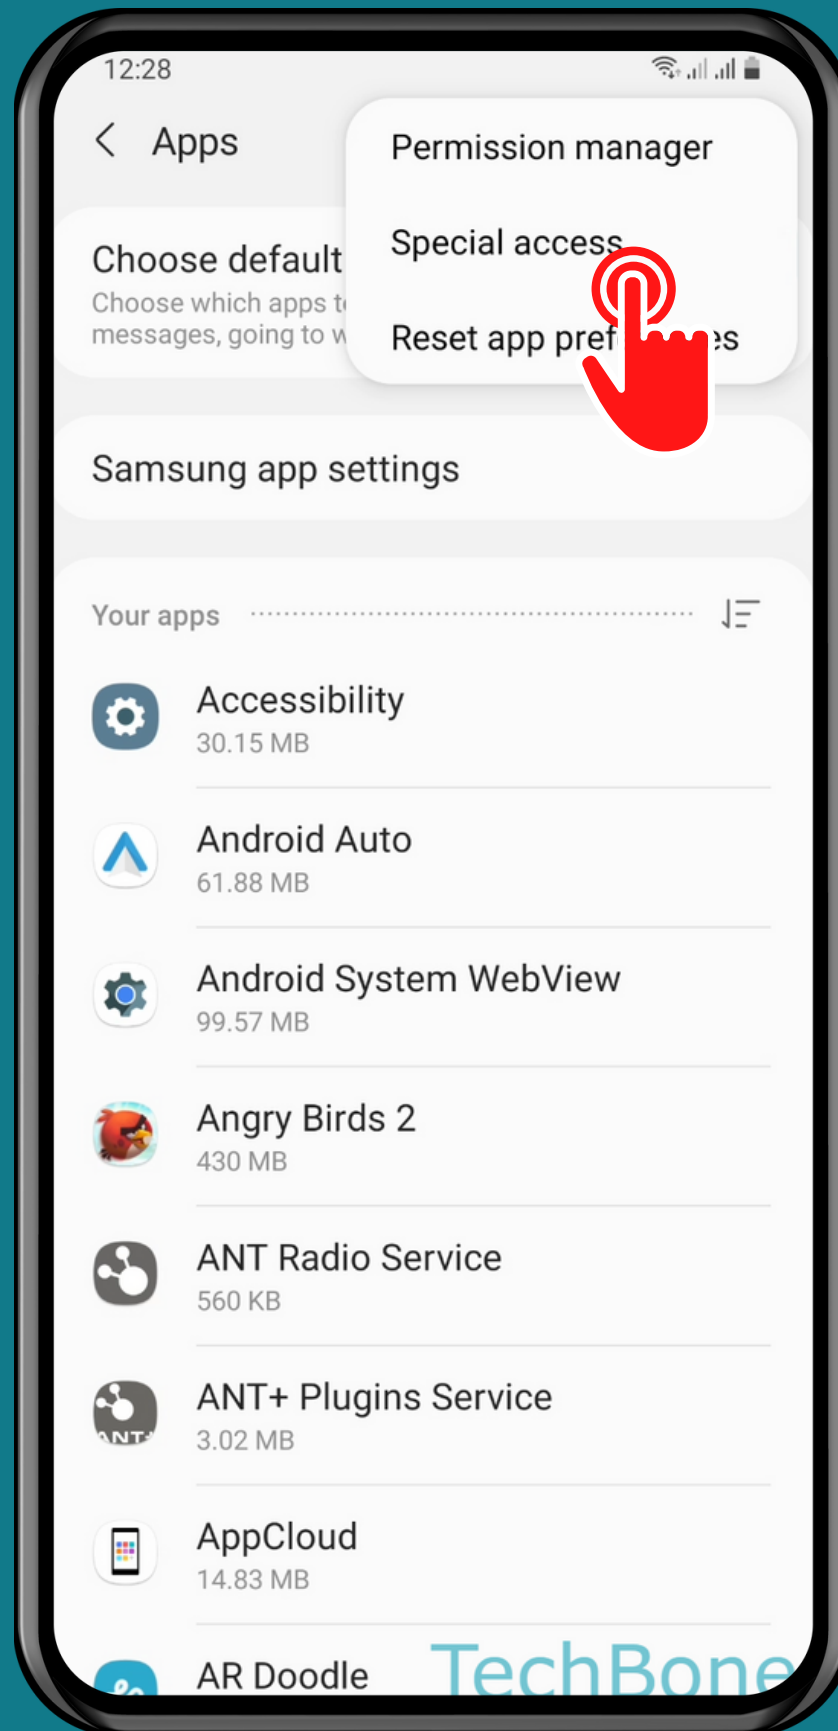 12:28
Apps
Permission manager
Special access
Reset app
Choose default
Choose which apps
messages, going to
Samsung app settings
Your apps
Accessibility
30.15 MB
Android Auto
61.88 MB
Android System WebView
99.57 MB
Angry Birds 2
430 MB
ANT Radio Service
560 KB
ANT+ Plugins Service
3.02 MB
ANT+
AppCloud
14.83 MB
AR Doodle
TechBone